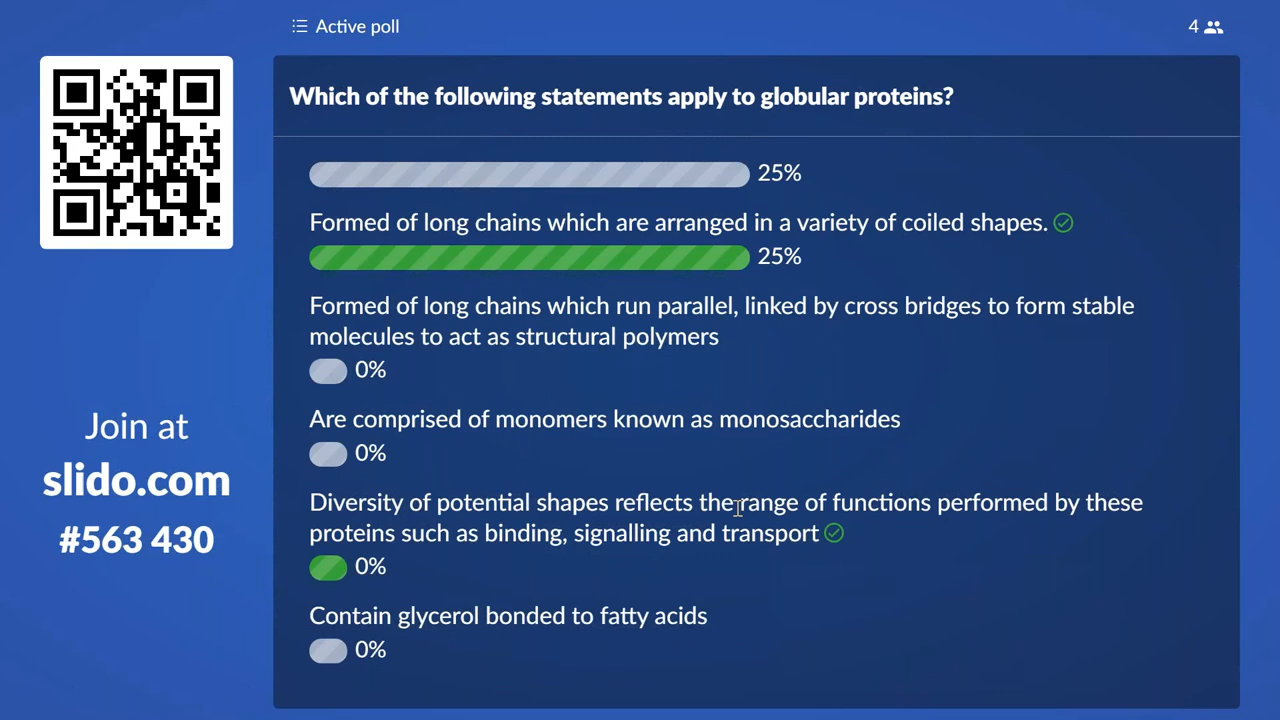 Active poll
4
Which of the following statements apply to globular proteins?
25%
Formed of long chains which are arranged in a variety of coiled shapes.
25%
Formed of long chains which run parallel, linked by cross bridges to form stable
molecules to act as structural polymers
0%
Are comprised of monomers known as monosaccharides
0%
Diversity of potential shapes reflects the range of functions performed by these
proteins such as binding, signalling and transport
0%
Contain glycerol bonded to fatty acids
0%
Join at
slido.com
#563 430